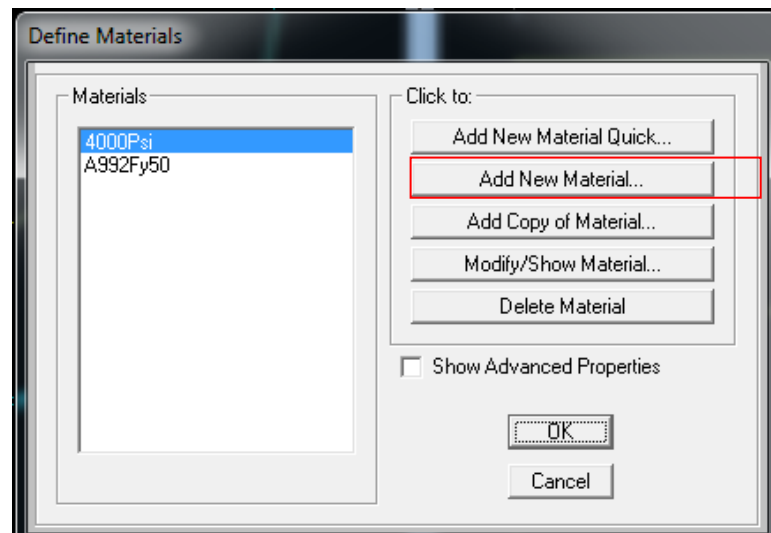 Define Materials
Materials
4000Psi
A992Fy50
Click to:
Add New Material Quick...
Add New Material...
Add Copy of Material...
Modify/Show Material...
Delete Material
Show Advanced Properties
OK
Cancel